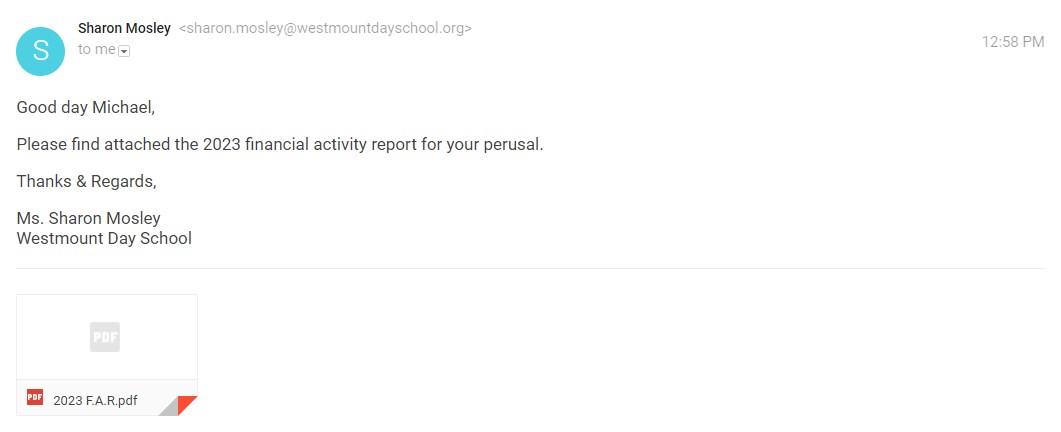 S
Sharon Mosley <sharon.mosley@westmountdayschool.org>
to me
12:58 PM
Good day Michael,
Please find attached the 2023 financial activity report for your perusal.
Thanks & Regards,
Ms. Sharon Mosley
Westmount Day School
PDF
PDF 2023 F.A.R.pdf